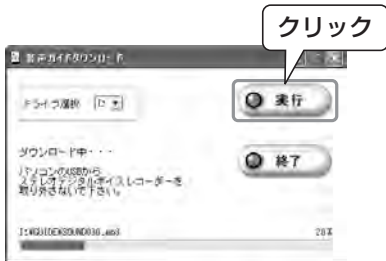 クリック
音声ガイドダウンロード
ドライブ選択
実行
ダウンロード中・・・
パソコンのUSBから
ステレオデジタルボイスレコーダーを
取り外さないで下さい。
終了
28%